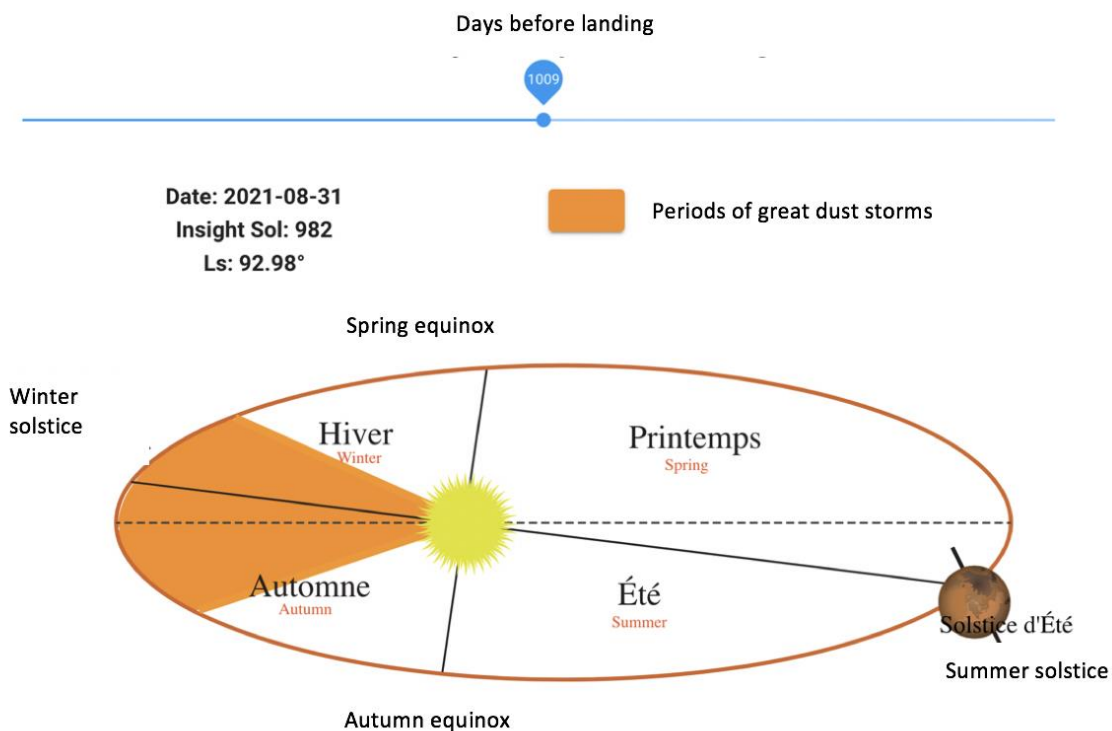 Days before landing
1009
Date: 2021-08-31
Insight Sol: 982
Ls: 92.98°
Periods of great dust storms
Spring equinox
Winter
solstice
Hiver
Winter
Printemps
Spring
Automne
Autumn
Été
Summer
Solstice d'Été
Summer solstice
Autumn equinox